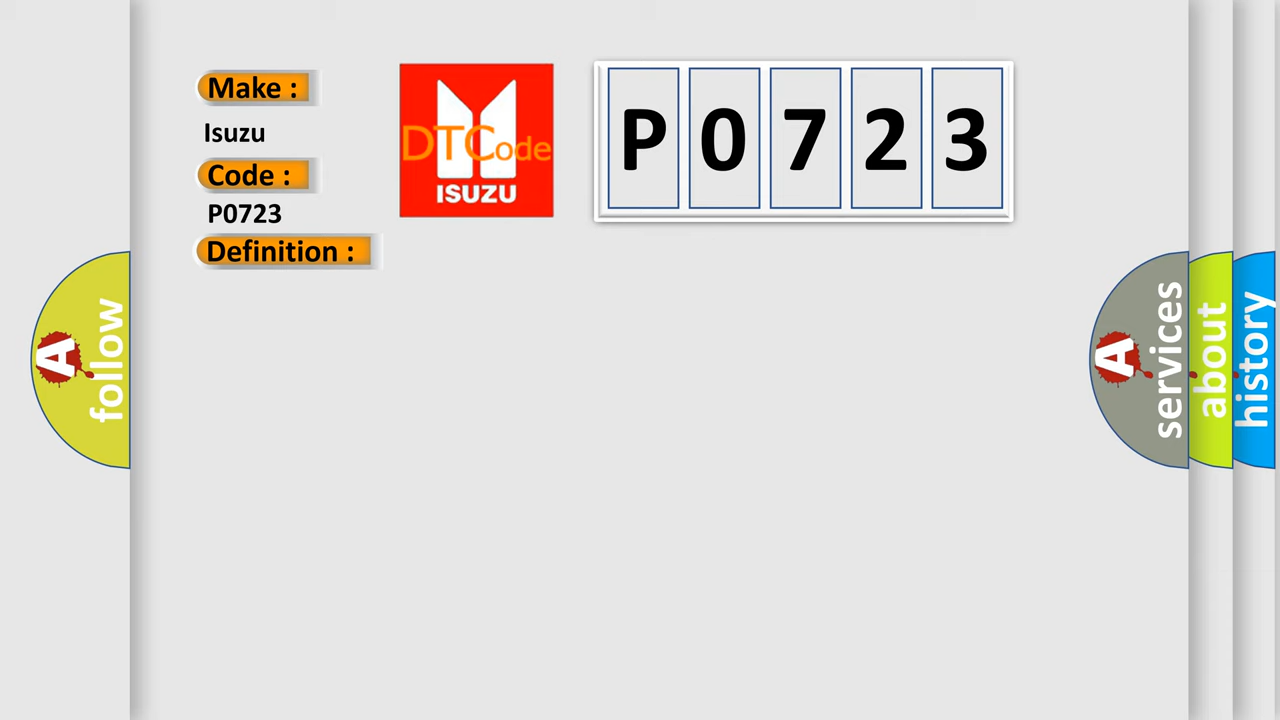 Make :
Isuzu
Code :
P0723
Definition :
DTCode
ISUZU
P 0 7 2 3
A follow
A services
about
history